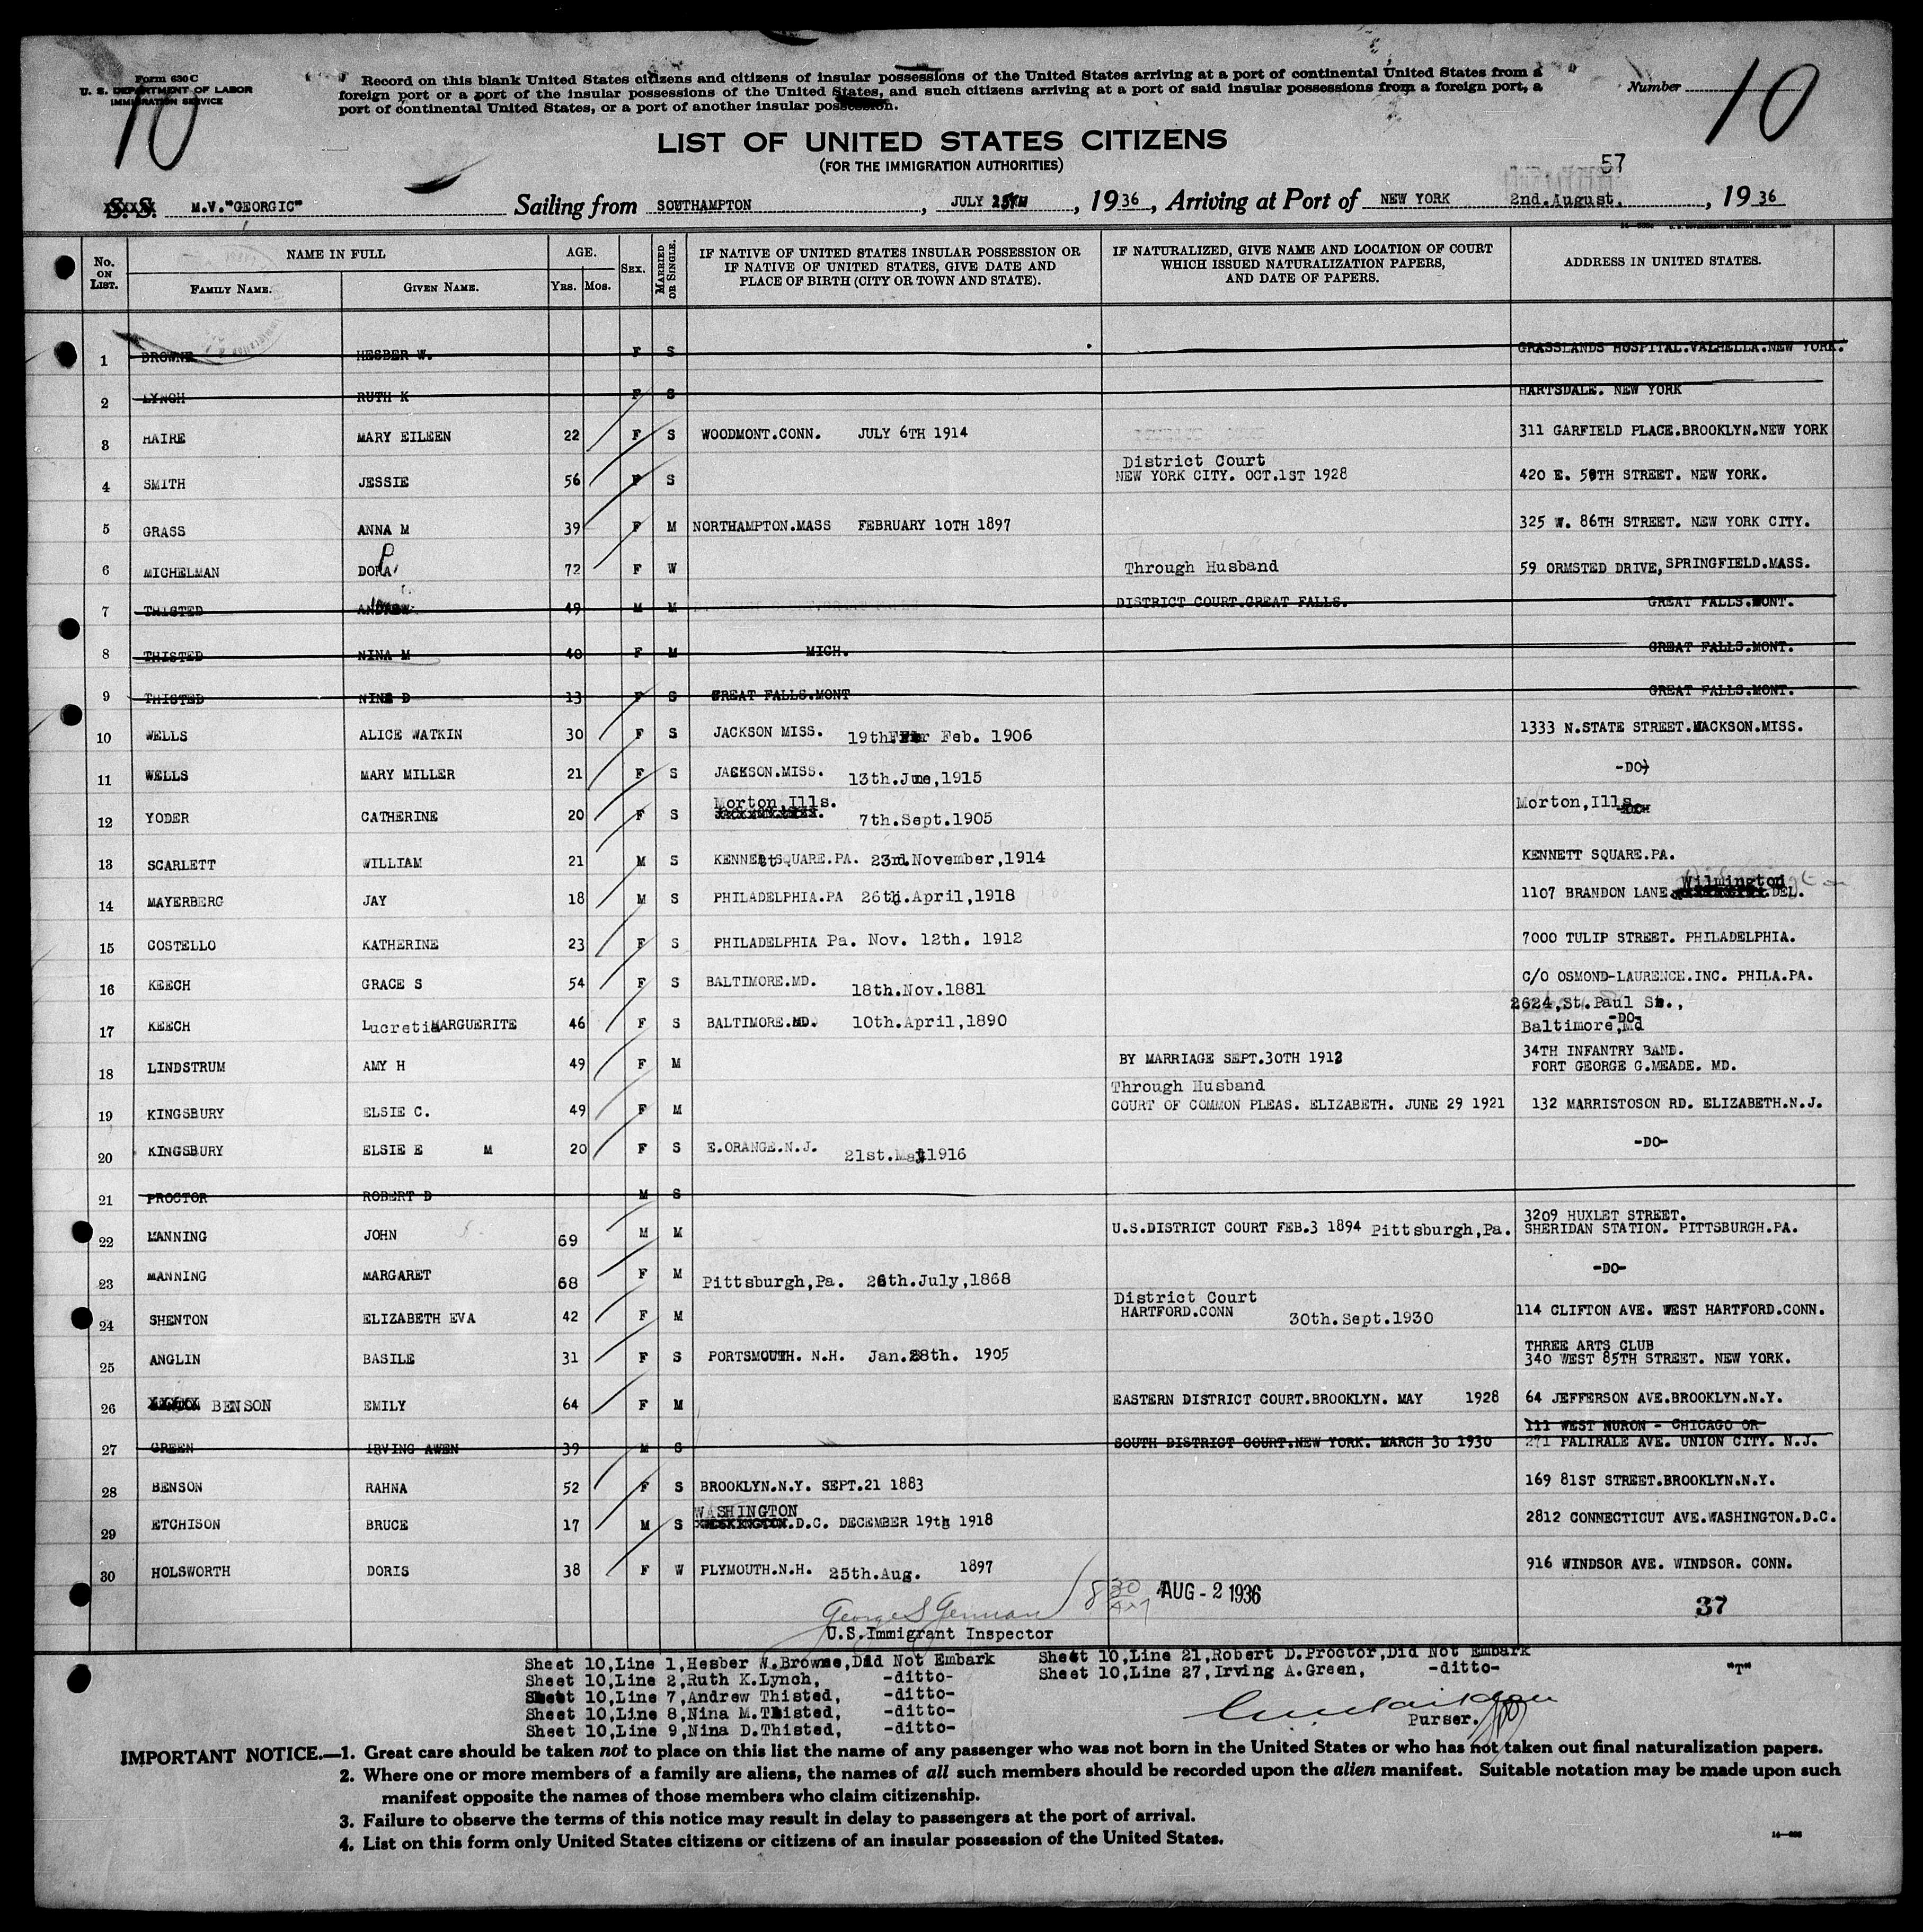 Form 630 C
U. S. DEPARTMENT OF LABOR
IMMIGRATION SERVICE
10
Record on this blank United States citizens and citizens of insular possessions of the United States arriving at a port of continental United States from a
foreign port or a port of the insular possessions of the United States, and such citizens arriving at a port of said insular possessions from a foreign port, a
port of continental United States, or a port of another insular possession.
Number 10
LIST OF UNITED STATES CITIZENS
(FOR THE IMMIGRATION AUTHORITIES)
57
S. S. M.V."GEORGIC" Sailing from SOUTHAMPTON, JULY, 1936, Arriving at Port of NEW YORK 2nd.August., 1936
No. ON LIST. NAME IN FULL FAMILY NAME. GIVEN NAME. AGE. YRS. MOS. SEX. MARRIED OR SINGLE. IF NATIVE OF UNITED STATES INSULAR POSSESSION OR IF NATIVE OF UNITED STATES, GIVE DATE AND PLACE OF BIRTH (CITY OR TOWN AND STATE). IF NATURALIZED, GIVE NAME AND LOCATION OF COURT WHICH ISSUED NATURALIZATION PAPERS, AND DATE OF PAPERS. ADDRESS IN UNITED STATES.
1 BROWNE HESBER W. F S GRASSLANDS HOSPITAL.VALHELLA.NEW YORK.
2 LYNCH RUTH K F S HARTSDALE. NEW YORK
3 HAIRE MARY EILEEN 22 F S WOODMONT.CONN. JULY 6TH 1914 311 GARFIELD PLACE.BROOKLYN.NEW YORK
District Court
4 SMITH JESSIE 56 F S NEW YORK CITY. OCT.1ST 1928 420 E. 50TH STREET. NEW YORK.
5 GRASS ANNA M 39 F M NORTHAMPTON.MASS FEBRUARY 10TH 1897 325 W. 86TH STREET. NEW YORK CITY.
6 MICHELMAN DORA 72 F W Through Husband 59 ORMSTED DRIVE, SPRINGFIELD.MASS.
7 THISTED ANDREW. 49 M M DISTRICT COURT.GREAT FALLS. GREAT FALLS.MONT.
8 THISTED NINA M 40 F M MICH. GREAT FALLS.MONT.
9 THISTED NINA D 13 F S GREAT FALLS.MONT GREAT FALLS.MONT.
10 WELLS ALICE WATKIN 30 F S JACKSON MISS. 19th Feb. 1906 1333 N.STATE STREET.JACKSON.MISS.
11 WELLS MARY MILLER 21 F S JACKSON.MISS. 13th.June,1915 -DO-
Morton,Ills.
12 YODER CATHERINE 20 F S 7th.Sept.1905 Morton,Ills.
13 SCARLETT WILLIAM 21 M S KENNETT SQUARE.PA. 23rd.November,1914 KENNETT SQUARE.PA.
Wilmington
14 MAYERBERG JAY 18 M S PHILADELPHIA.PA 26th.April,1918 1107 BRANDON LANE DEL.
15 COSTELLO KATHERINE 23 F S PHILADELPHIA Pa. Nov. 12th. 1912 7000 TULIP STREET. PHILADELPHIA.
16 KEECH GRACE S 54 F S BALTIMORE.MD. 18th.Nov.1881 C/O OSMOND-LAURENCE.INC. PHILA.PA.
2624,St.Paul St.,
17 KEECH Lucretia MARGUERITE 46 F S BALTIMORE.MD. 10th.April,1890 -DO- Baltimore,Md
34TH INFANTRY BAND.
18 LINDSTRUM AMY H 49 F M BY MARRIAGE SEPT.30TH 1912 FORT GEORGE G.MEADE. MD.
Through Husband
19 KINGSBURY ELSIE C. 49 F M COURT OF COMMON PLEAS. ELIZABETH. JUNE 29 1921 132 MARRISTOSON RD. ELIZABETH.N.J.
20 KINGSBURY ELSIE E M 20 F S E.ORANGE.N.J. 21st.May 1916 -DO-
21 PROCTOR ROBERT D M S
3209 HUXLET STREET.
22 MANNING JOHN 69 M M U.S.DISTRICT COURT FEB.3 1894 Pittsburgh,Pa. SHERIDAN STATION. PITTSBURGH.PA.
23 MANNING MARGARET 68 F M Pittsburgh,Pa. 26th.July,1868 -DO-
District Court
24 SHENTON ELIZABETH EVA 42 F M HARTFORD.CONN 30th.Sept.1930 114 CLIFTON AVE. WEST HARTFORD.CONN.
THREE ARTS CLUB
25 ANGLIN BASILE 31 F S PORTSMOUTH. N.H. Jan.28th. 1905 340 WEST 85TH STREET. NEW YORK.
26 BENSON EMILY 64 F M EASTERN DISTRICT COURT.BROOKLYN. MAY 1928 64 JEFFERSON AVE.BROOKLYN.N.Y.
111 WEST HURON - CHICAGO OR
27 GREEN IRVING AWEN 39 M S SOUTH DISTRICT COURT.NEW YORK. MARCH 30 1930 271 PALIRALE AVE. UNION CITY. N.J.
28 BENSON RAHNA 52 F S BROOKLYN.N.Y. SEPT.21 1883 169 81ST STREET.BROOKLYN.N.Y.
WASHINGTON
29 ETCHISON BRUCE 17 M S D.C. DECEMBER 19th 1918 2812 CONNECTICUT AVE.WASHINGTON.D.C.
30 HOLSWORTH DORIS 38 F W PLYMOUTH.N.H. 25th.Aug. 1897 916 WINDSOR AVE. WINDSOR. CONN.
George S German 8 30 AM AUG - 2 1936 37
U.S.Immigrant Inspector
Sheet 10,Line 1,Hesber W.Browne,Did Not Embark Sheet 10,Line 21,Robert D.Proctor,Did Not Embark
Sheet 10,Line 2,Ruth K.Lynch, -ditto- Sheet 10,Line 27,Irving A.Green, -ditto- "T"
Sheet 10,Line 7,Andrew Thisted, -ditto-
Sheet 10,Line 8,Nina M.Thisted, -ditto-
Sheet 10,Line 9,Nina D.Thisted, -ditto- Purser.
IMPORTANT NOTICE.—1. Great care should be taken not to place on this list the name of any passenger who was not born in the United States or who has not taken out final naturalization papers.
2. Where one or more members of a family are aliens, the names of all such members should be recorded upon the alien manifest. Suitable notation may be made upon such
manifest opposite the names of those members who claim citizenship.
3. Failure to observe the terms of this notice may result in delay to passengers at the port of arrival.
4. List on this form only United States citizens or citizens of an insular possession of the United States.